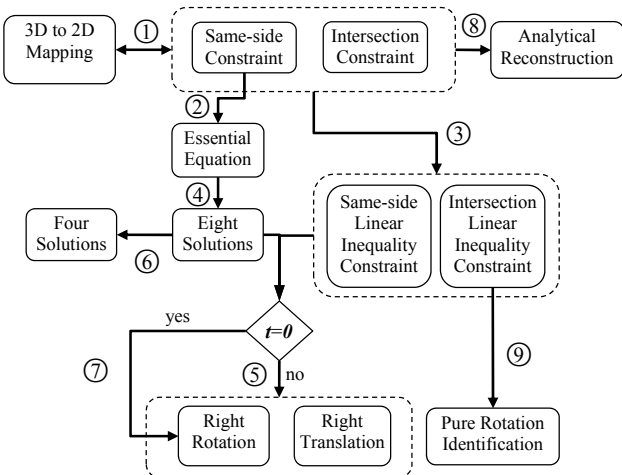 3D to 2D
Mapping
①
Same-side
Constraint
Intersection
Constraint
⑧
Analytical
Reconstruction
②
③
Essential
Equation
④
Four
Solutions
⑥
Eight
Solutions
Same-side
Linear
Inequality
Constraint
Intersection
Linear
Inequality
Constraint
yes
t=0
⑦
⑤
no
⑨
Right
Rotation
Right
Translation
Pure Rotation
Identification